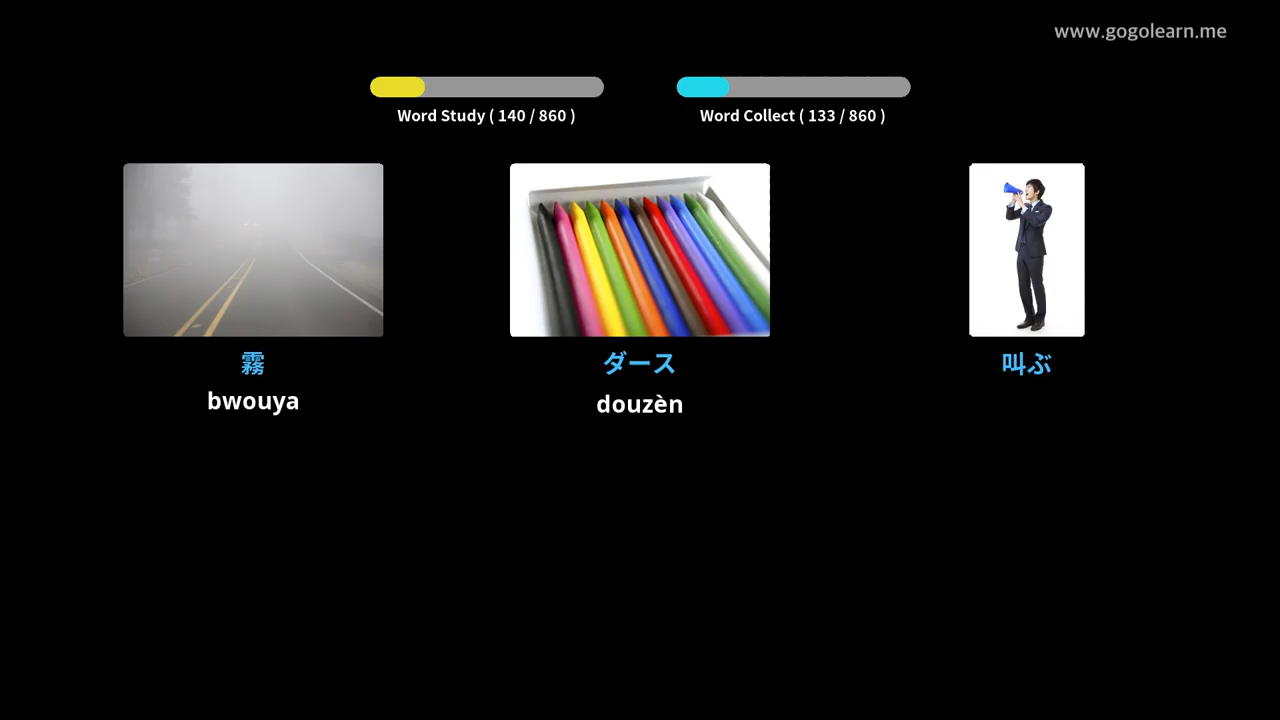 www.gogolearn.me
Word Study ( 140 / 860 )
Word Collect ( 133 / 860 )
霧
ダース
叫ぶ
bwouya
douzèn